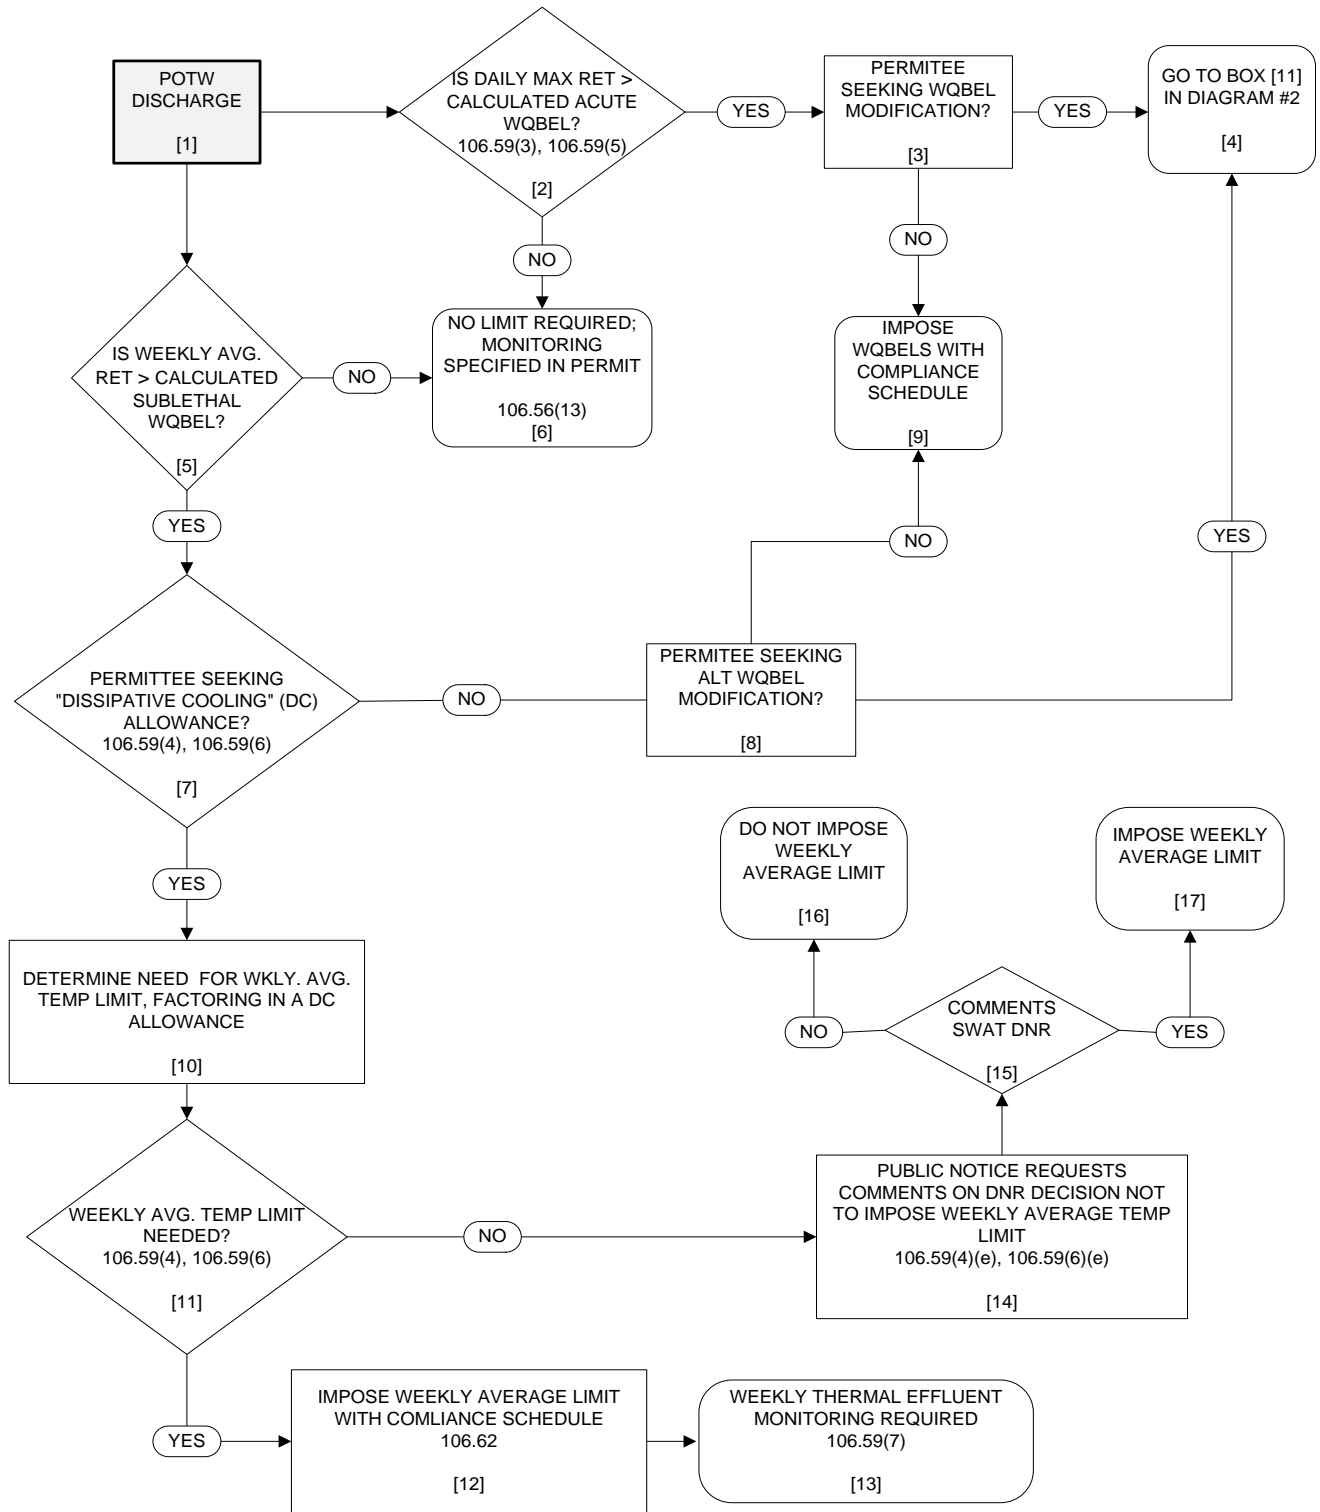 POTW
DISCHARGE
[1]
IS DAILY MAX RET >
CALCULATED ACUTE
WQBEL?
106.59(3), 106.59(5)
[2]
YES
PERMITEE
SEEKING WQBEL
MODIFICATION?
[3]
YES
GO TO BOX [11]
IN DIAGRAM #2
[4]
NO
NO
IS WEEKLY AVG.
RET > CALCULATED
SUBLETHAL
WQBEL?
[5]
NO
NO LIMIT REQUIRED;
MONITORING
SPECIFIED IN PERMIT
106.56(13)
[6]
IMPOSE
WQBELS WITH
COMPLIANCE
SCHEDULE
[9]
YES
NO
YES
PERMITTEE SEEKING
"DISSIPATIVE COOLING" (DC)
ALLOWANCE?
106.59(4), 106.59(6)
[7]
NO
PERMITEE SEEKING
ALT WQBEL
MODIFICATION?
[8]
YES
DO NOT IMPOSE
WEEKLY
AVERAGE LIMIT
[16]
IMPOSE WEEKLY
AVERAGE LIMIT
[17]
DETERMINE NEED FOR WKLY. AVG.
TEMP LIMIT, FACTORING IN A DC
ALLOWANCE
[10]
NO
COMMENTS
SWAT DNR
[15]
YES
WEEKLY AVG. TEMP LIMIT
NEEDED?
106.59(4), 106.59(6)
[11]
NO
PUBLIC NOTICE REQUESTS
COMMENTS ON DNR DECISION NOT
TO IMPOSE WEEKLY AVERAGE TEMP
LIMIT
106.59(4)(e), 106.59(6)(e)
[14]
YES
IMPOSE WEEKLY AVERAGE LIMIT
WITH COMLIANCE SCHEDULE
106.62
[12]
WEEKLY THERMAL EFFLUENT
MONITORING REQUIRED
106.59(7)
[13]